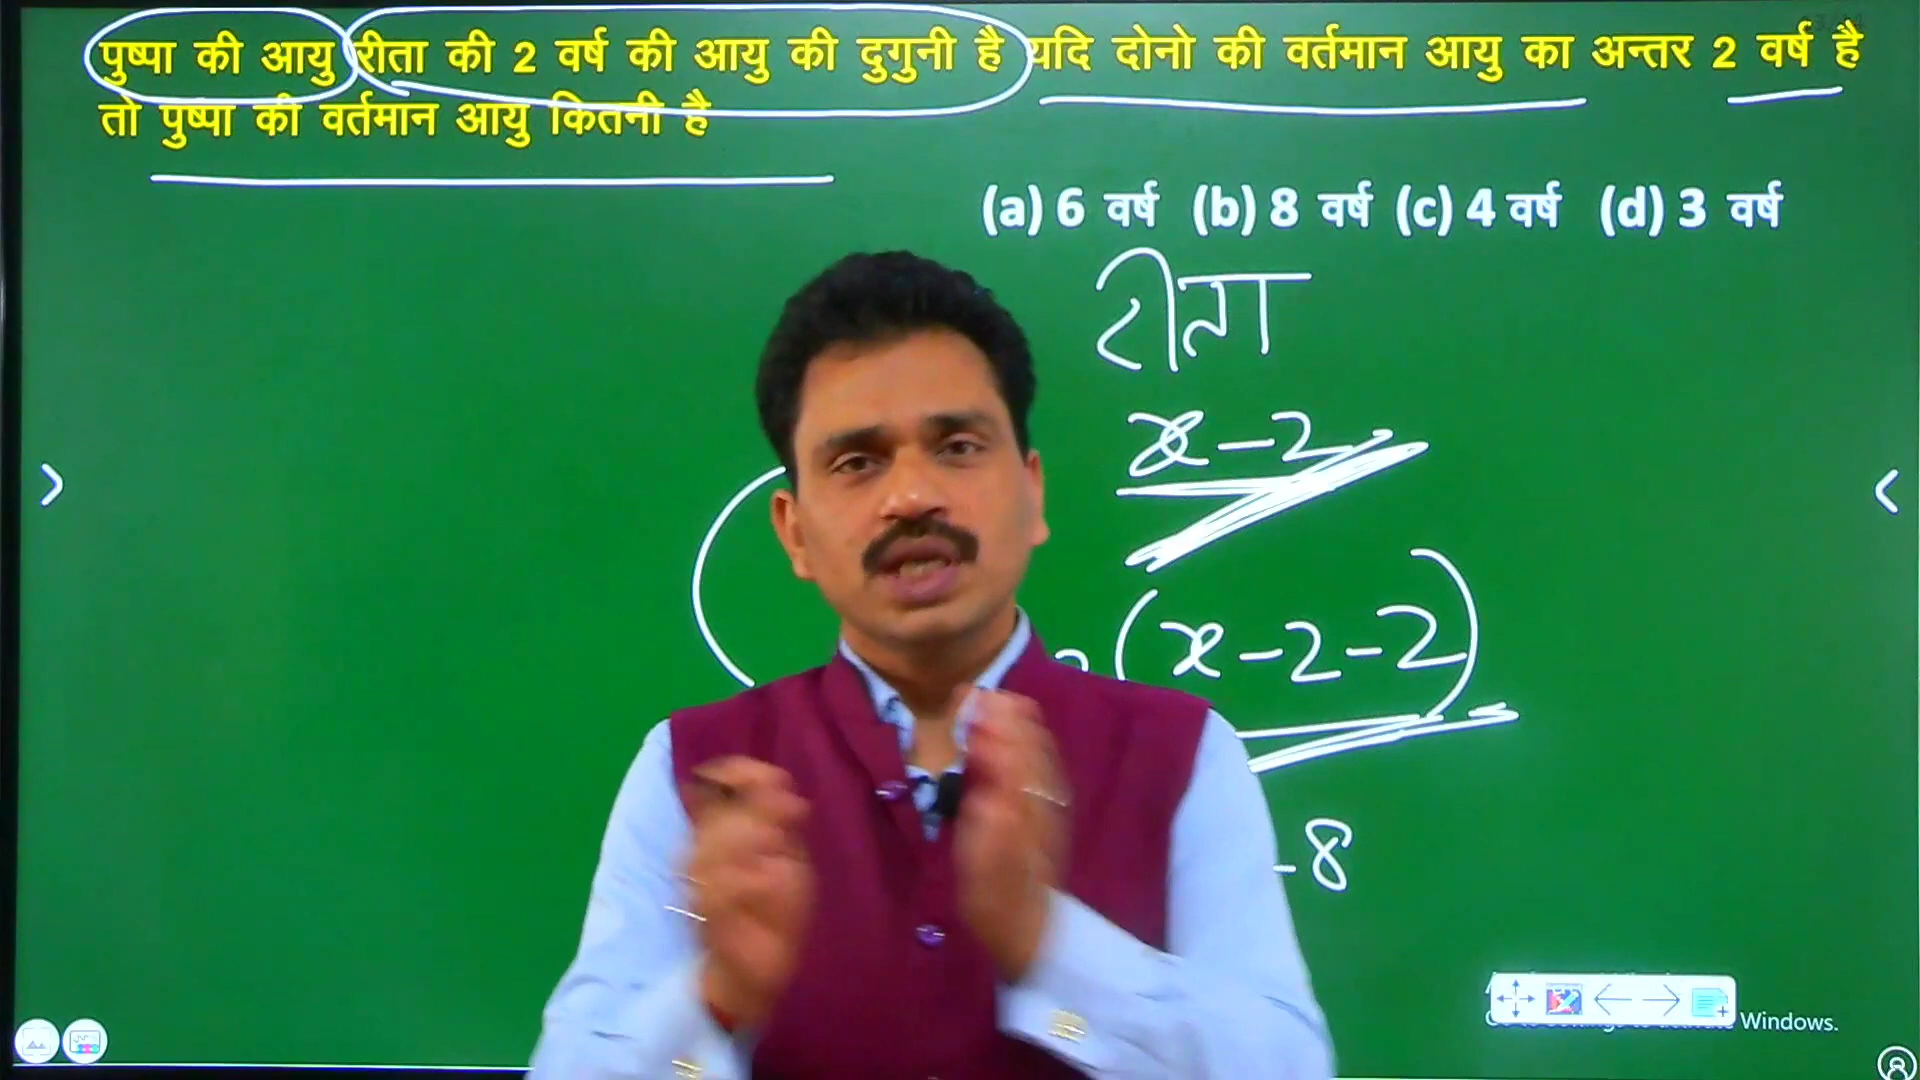 पुष्पा की आयु रीता की 2 वर्ष की आयु की दुगुनी है यदि दोनो की वर्तमान आयु का अन्तर 2 वर्ष है
तो पुष्पा की वर्तमान आयु कितनी है
(a) 6 वर्ष (b) 8 वर्ष (c) 4 वर्ष (d) 3 वर्ष
रीता
x-2
(x-2-2)
-8
Windows.